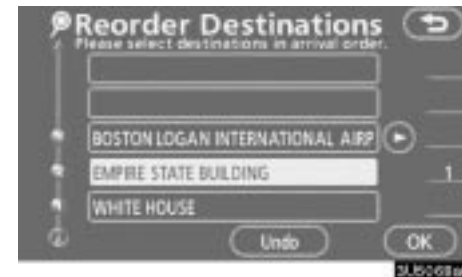 Reorder Destinations
Please select destinations in arrival order.
BOSTON LOGAN INTERNATIONAL AIRP
EMPIRE STATE BUILDING 1
WHITE HOUSE
Undo OK